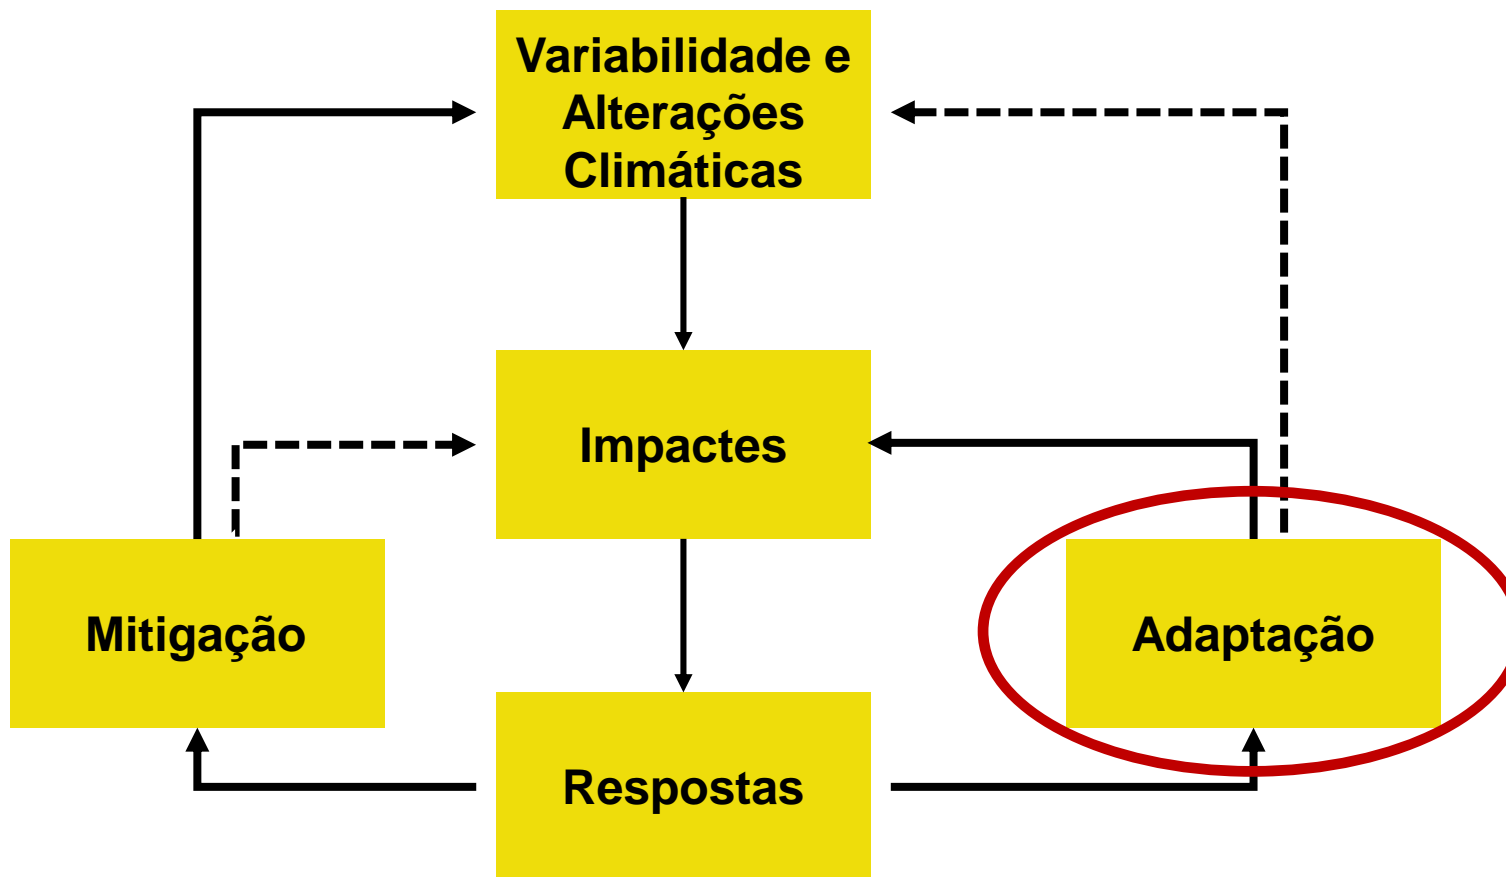 Variabilidade e
Alterações
Climáticas
Impactes
Mitigação
Adaptação
Respostas